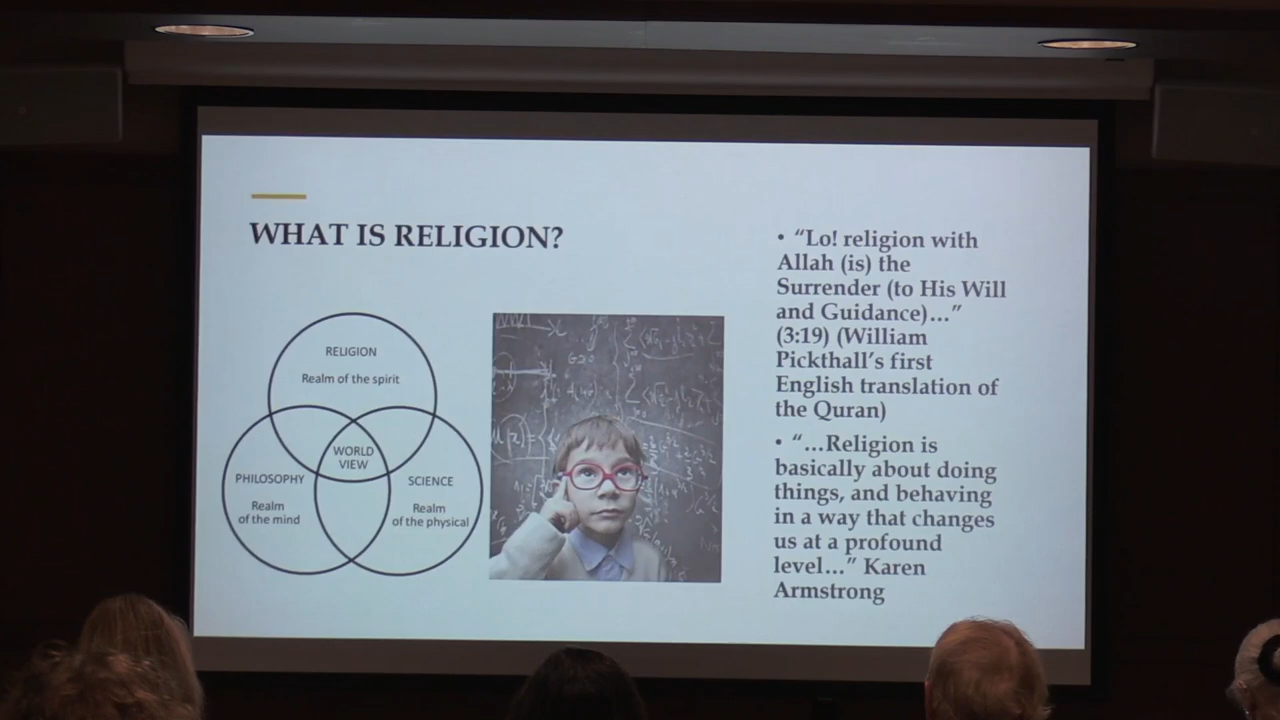 WHAT IS RELIGION?
RELIGION
Realm of the spirit
WORLD
VIEW
PHILOSOPHY
Realm
of the mind
SCIENCE
Realm
of the physical
• “Lo! religion with
Allah (is) the
Surrender (to His Will
and Guidance)…”
(3:19) (William
Pickthall’s first
English translation of
the Quran)
• “…Religion is
basically about doing
things, and behaving
in a way that changes
us at a profound
level…” Karen
Armstrong